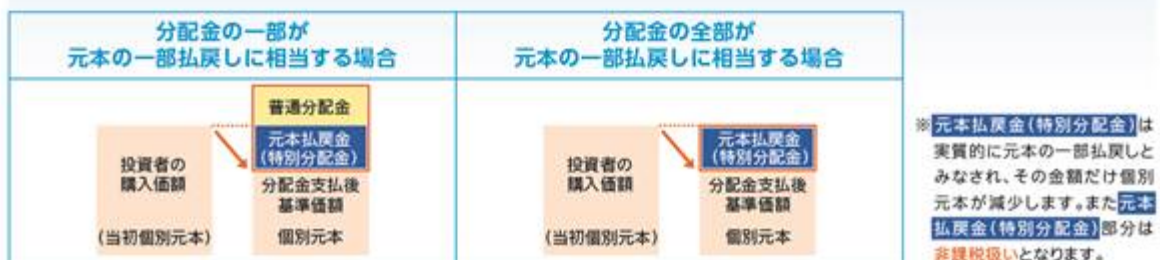 分配金の一部が
元本の一部払戻しに相当する場合
分配金の全部が
元本の一部払戻しに相当する場合
普通分配金
元本払戻金
(特別分配金)
投資者の
購入価額
(当初個別元本)
分配金支払後
基準価額
個別元本
元本払戻金
(特別分配金)
投資者の
購入価額
(当初個別元本)
分配金支払後
基準価額
個別元本
※元本払戻金(特別分配金)は
実質的に元本の一部払戻しと
みなされ、その金額だけ個別
元本が減少します。また元本
払戻金(特別分配金)部分は
非課税扱いとなります。